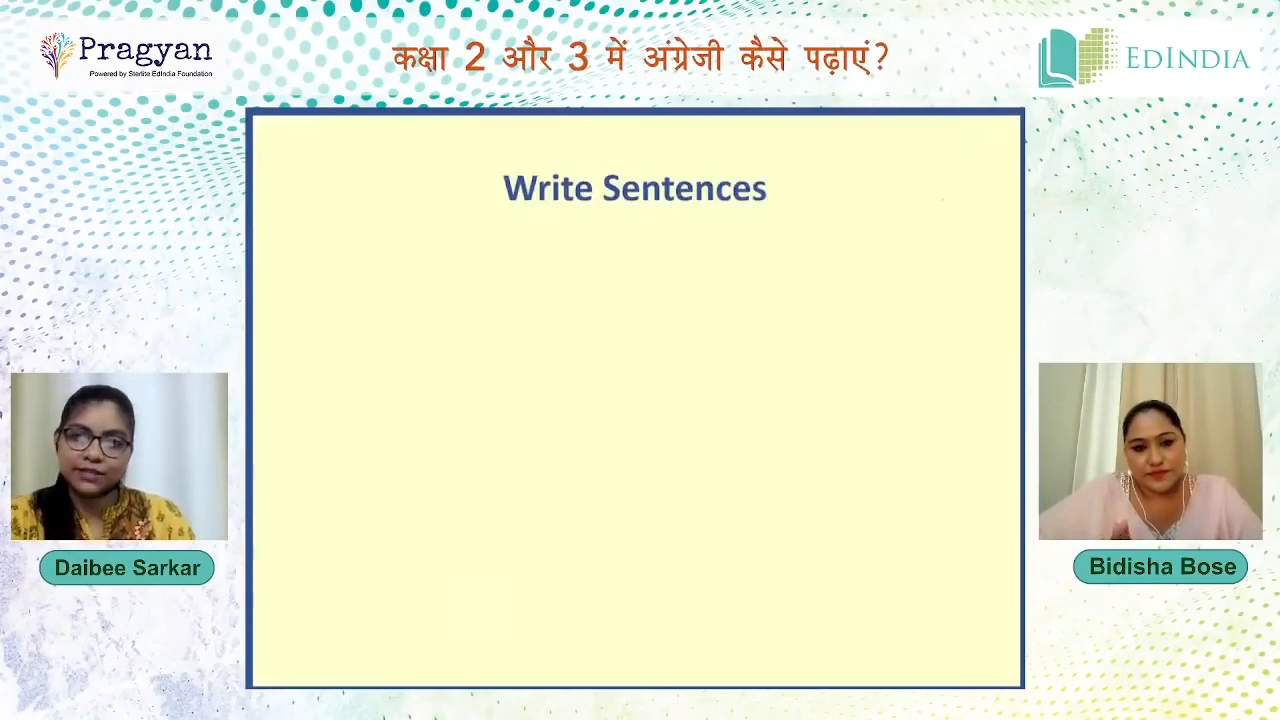 Pragyan
Powered by Sterlite EdIndia Foundation
कक्षा 2 और 3 में अंग्रेजी कैसे पढ़ाएं?
EDINDIA
Write Sentences
Daibee Sarkar
Bidisha Bose